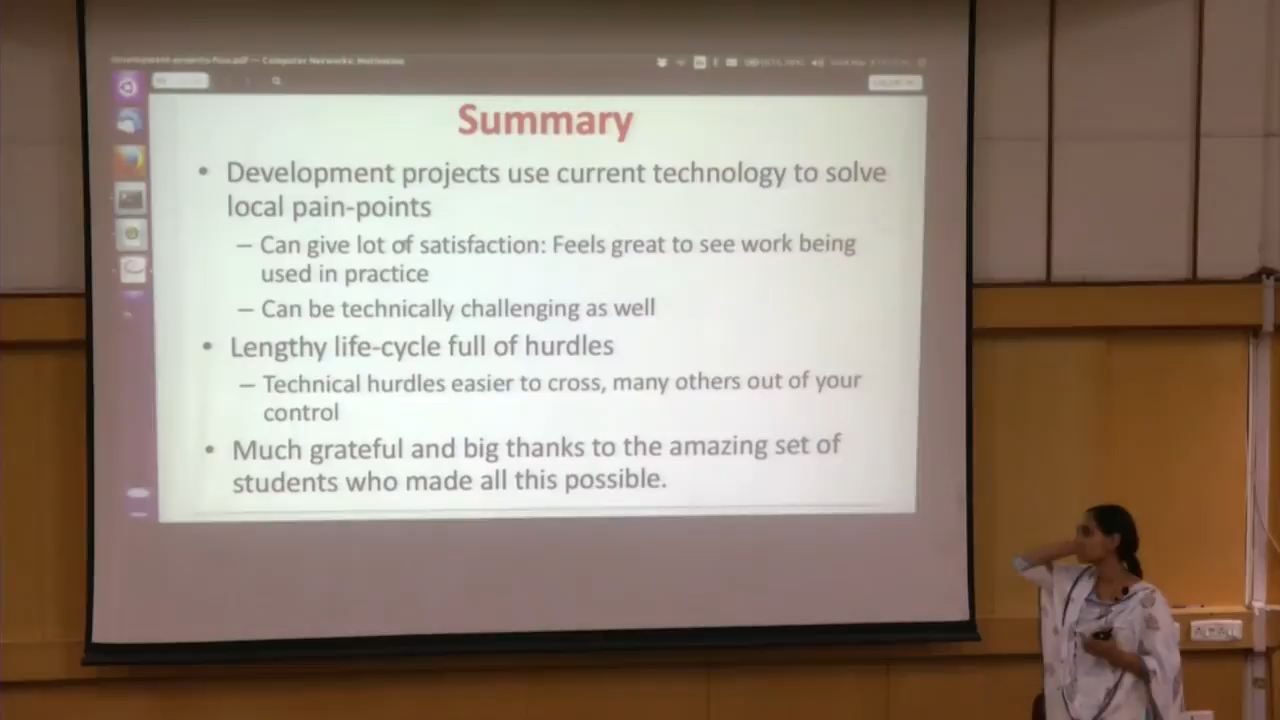 Computer Networks: Motivation
Summary
• Development projects use current technology to solve
local pain-points
– Can give lot of satisfaction: Feels great to see work being
used in practice
– Can be technically challenging as well
• Lengthy life-cycle full of hurdles
– Technical hurdles easier to cross, many others out of your
control
• Much grateful and big thanks to the amazing set of
students who made all this possible.